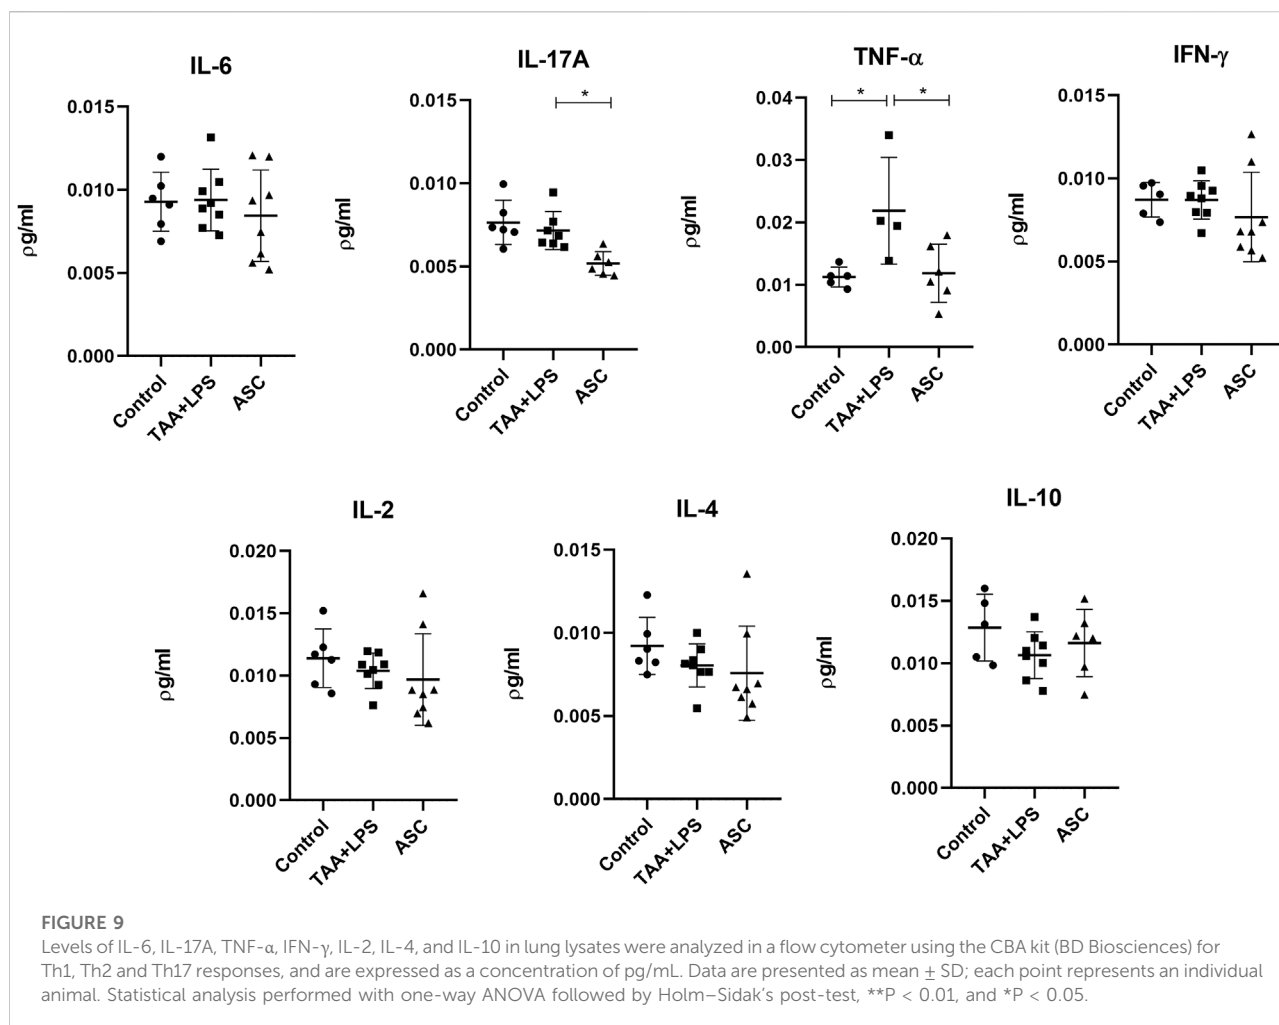 IL-6
0.015
0.010
0.005
0.000
ρg/ml
Control
TAA+LPS
ASC
IL-17A
*
0.015
0.010
0.005
0.000
ρg/ml
Control
TAA+LPS
ASC
TNF-α
*
*
0.04
0.03
0.02
0.01
0.00
ρg/ml
Control
TAA+LPS
ASC
IFN-γ
0.015
0.010
0.005
0.000
ρg/ml
Control
TAA+LPS
ASC
IL-2
0.020
0.015
0.010
0.005
0.000
ρg/ml
Control
TAA+LPS
ASC
IL-4
0.015
0.010
0.005
0.000
ρg/ml
Control
TAA+LPS
ASC
IL-10
0.020
0.015
0.010
0.005
0.000
ρg/ml
Control
TAA+LPS
ASC
FIGURE 9
Levels of IL-6, IL-17A, TNF-α, IFN-γ, IL-2, IL-4, and IL-10 in lung lysates were analyzed in a flow cytometer using the CBA kit (BD Biosciences) for
Th1, Th2 and Th17 responses, and are expressed as a concentration of pg/mL. Data are presented as mean ± SD; each point represents an individual
animal. Statistical analysis performed with one-way ANOVA followed by Holm–Sidak's post-test, **P < 0.01, and *P < 0.05.